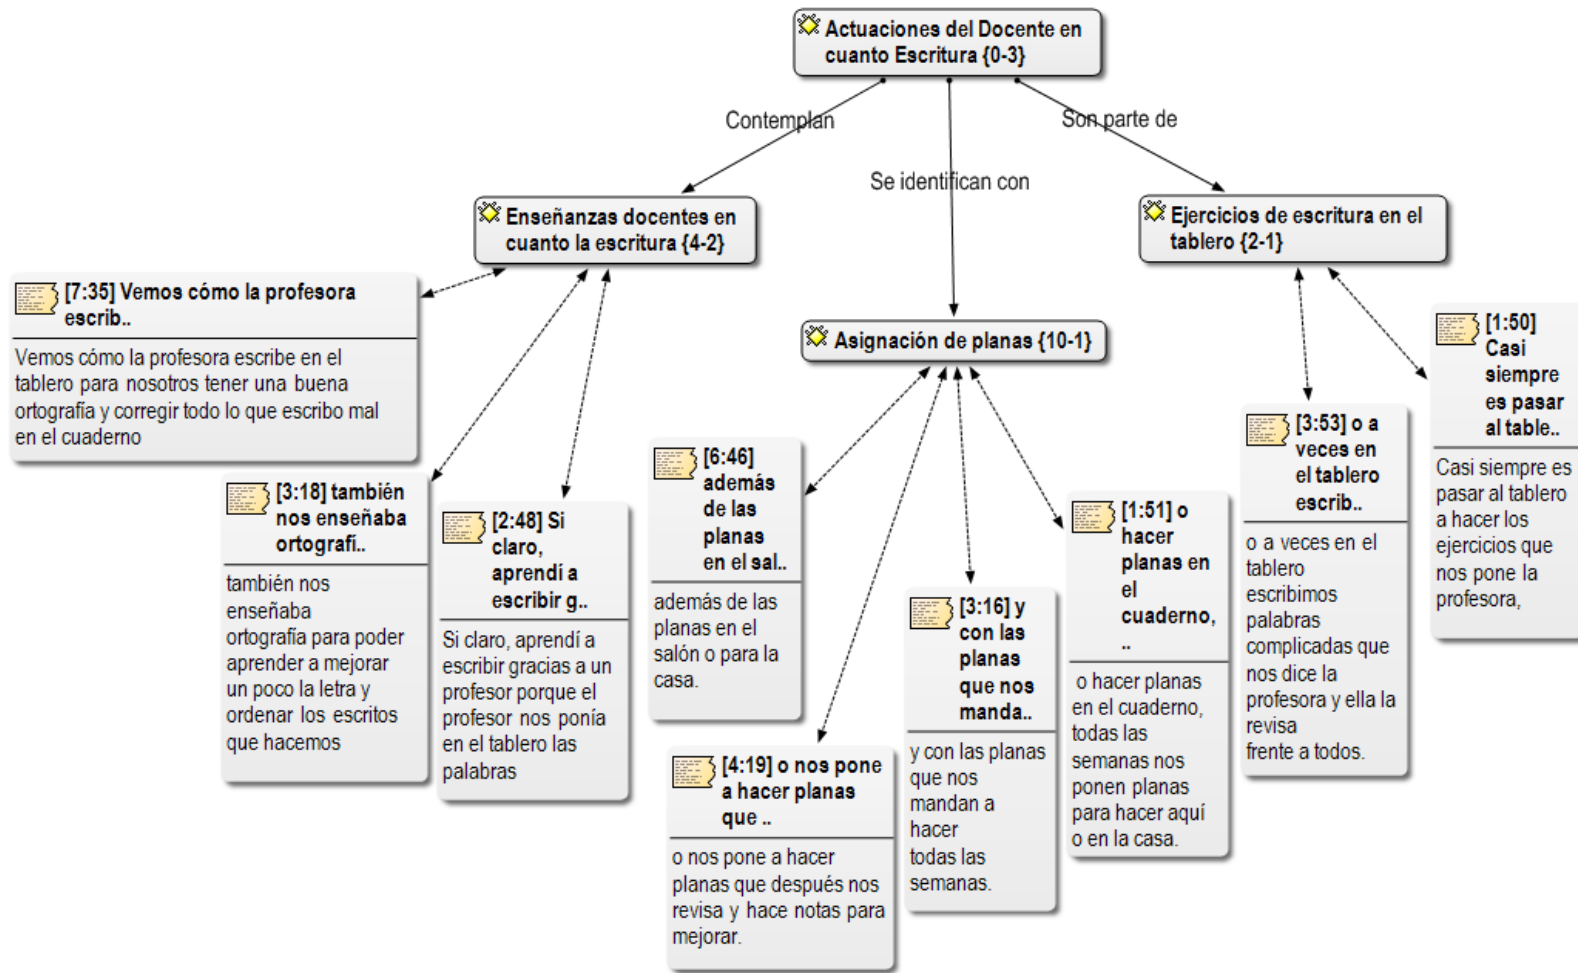 Actuaciones del Docente en
cuanto Escritura {0-3}
Contemplan
Son parte de
Se identifican con
Enseñanzas docentes en
cuanto la escritura {4-2}
Ejercicios de escritura en el
tablero {2-1}
Asignación de planas {10-1}
[7:35] Vemos cómo la profesora
escrib..
Vemos cómo la profesora escribe en el
tablero para nosotros tener una buena
ortografía y corregir todo lo que escribo mal
en el cuaderno
[3:18] también
nos enseñaba
ortografí..
también nos
enseñaba
ortografía para poder
aprender a mejorar
un poco la letra y
ordenar los escritos
que hacemos
[2:48] Si
claro,
aprendí a
escribir g..
Si claro, aprendí a
escribir gracias a un
profesor porque el
profesor nos ponía
en el tablero las
palabras
[6:46]
además
de las
planas
en el sal..
además de las
planas en el
salón o para la
casa.
[4:19] o nos pone
a hacer planas
que ..
o nos pone a hacer
planas que después nos
revisa y hace notas para
mejorar.
[3:16] y
con las
planas
que nos
manda..
y con las planas
que nos
mandan a
hacer
todas las
semanas.
[1:51] o
hacer
planas en
el
cuaderno,
..
o hacer planas
en el cuaderno,
todas las
semanas nos
ponen planas
para hacer aquí
o en la casa.
[3:53] o a
veces en
el tablero
escrib..
o a veces en el
tablero
escribimos
palabras
complicadas que
nos dice la
profesora y ella la
revisa
frente a todos.
[1:50]
Casi
siempre
es pasar
al table..
Casi siempre es
pasar al tablero
a hacer los
ejercicios que
nos pone la
profesora,